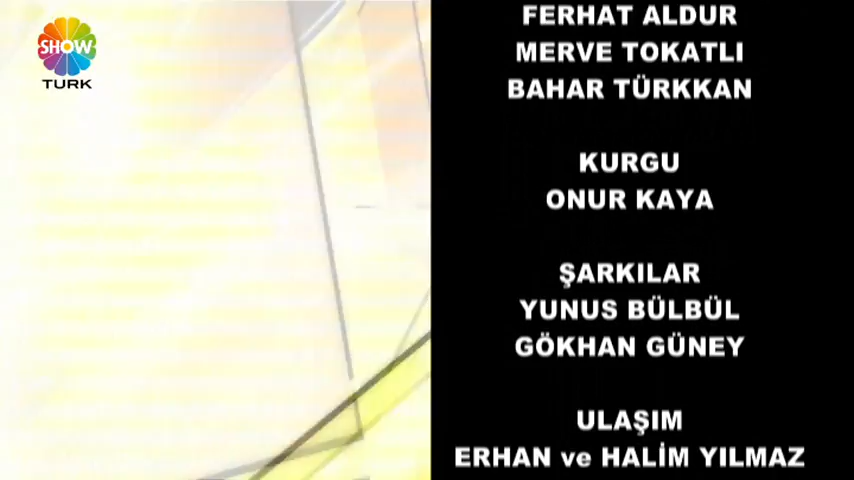 SHOW
TURK
FERHAT ALDUR
MERVE TOKATLI
BAHAR TÜRKKAN
KURGU
ONUR KAYA
ŞARKILAR
YUNUS BÜLBÜL
GÖKHAN GÜNEY
ULAŞIM
ERHAN ve HALİM YILMAZ